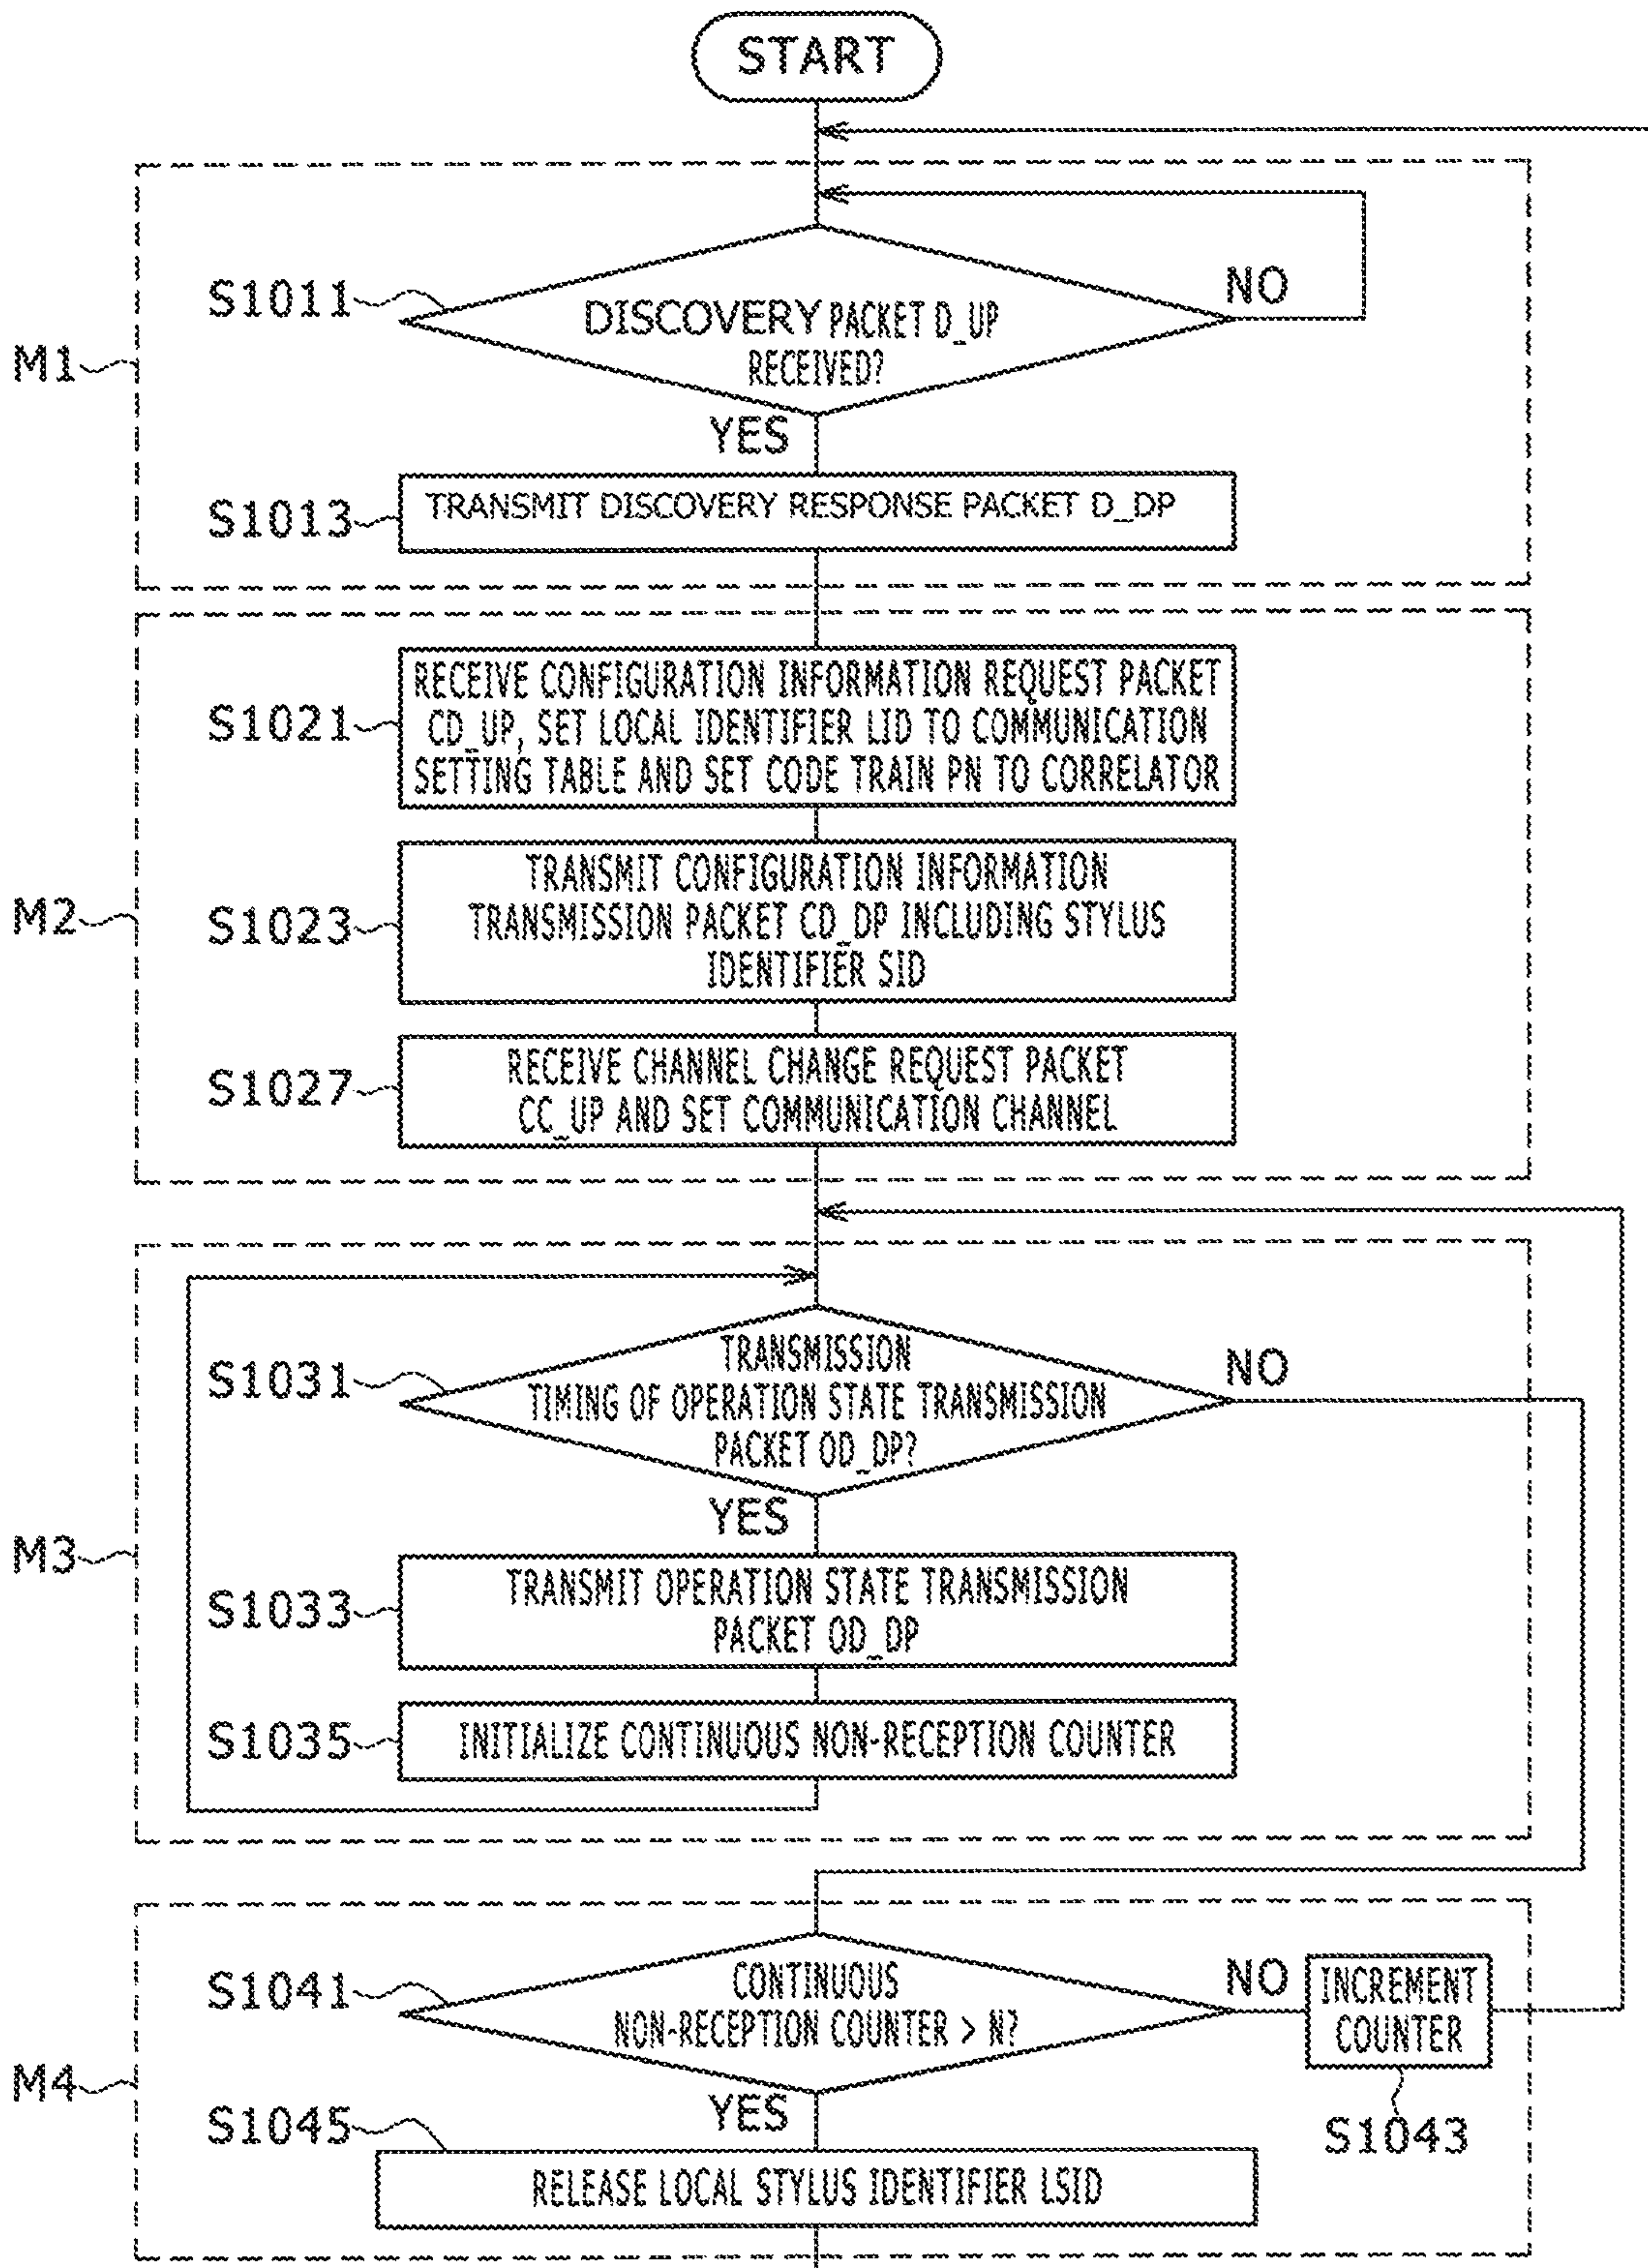 START
S1011
DISCOVERY PACKET D_UP
RECEIVED?
NO
M1
YES
S1013
TRANSMIT DISCOVERY RESPONSE PACKET D_DP
S1021
RECEIVE CONFIGURATION INFORMATION REQUEST PACKET
CD_UP, SET LOCAL IDENTIFIER LID TO COMMUNICATION
SETTING TABLE AND SET CODE TRAIN PN TO CORRELATOR
M2
S1023
TRANSMIT CONFIGURATION INFORMATION
TRANSMISSION PACKET CD_DP INCLUDING STYLUS
IDENTIFIER SID
S1027
RECEIVE CHANNEL CHANGE REQUEST PACKET
CC_UP AND SET COMMUNICATION CHANNEL
S1031
TRANSMISSION
TIMING OF OPERATION STATE TRANSMISSION
PACKET OD_DP?
NO
YES
M3
S1033
TRANSMIT OPERATION STATE TRANSMISSION
PACKET OD_DP
S1035
INITIALIZE CONTINUOUS NON-RECEPTION COUNTER
S1041
CONTINUOUS
NON-RECEPTION COUNTER > N?
NO
INCREMENT
COUNTER
S1043
M4
YES
S1045
RELEASE LOCAL STYLUS IDENTIFIER LSID